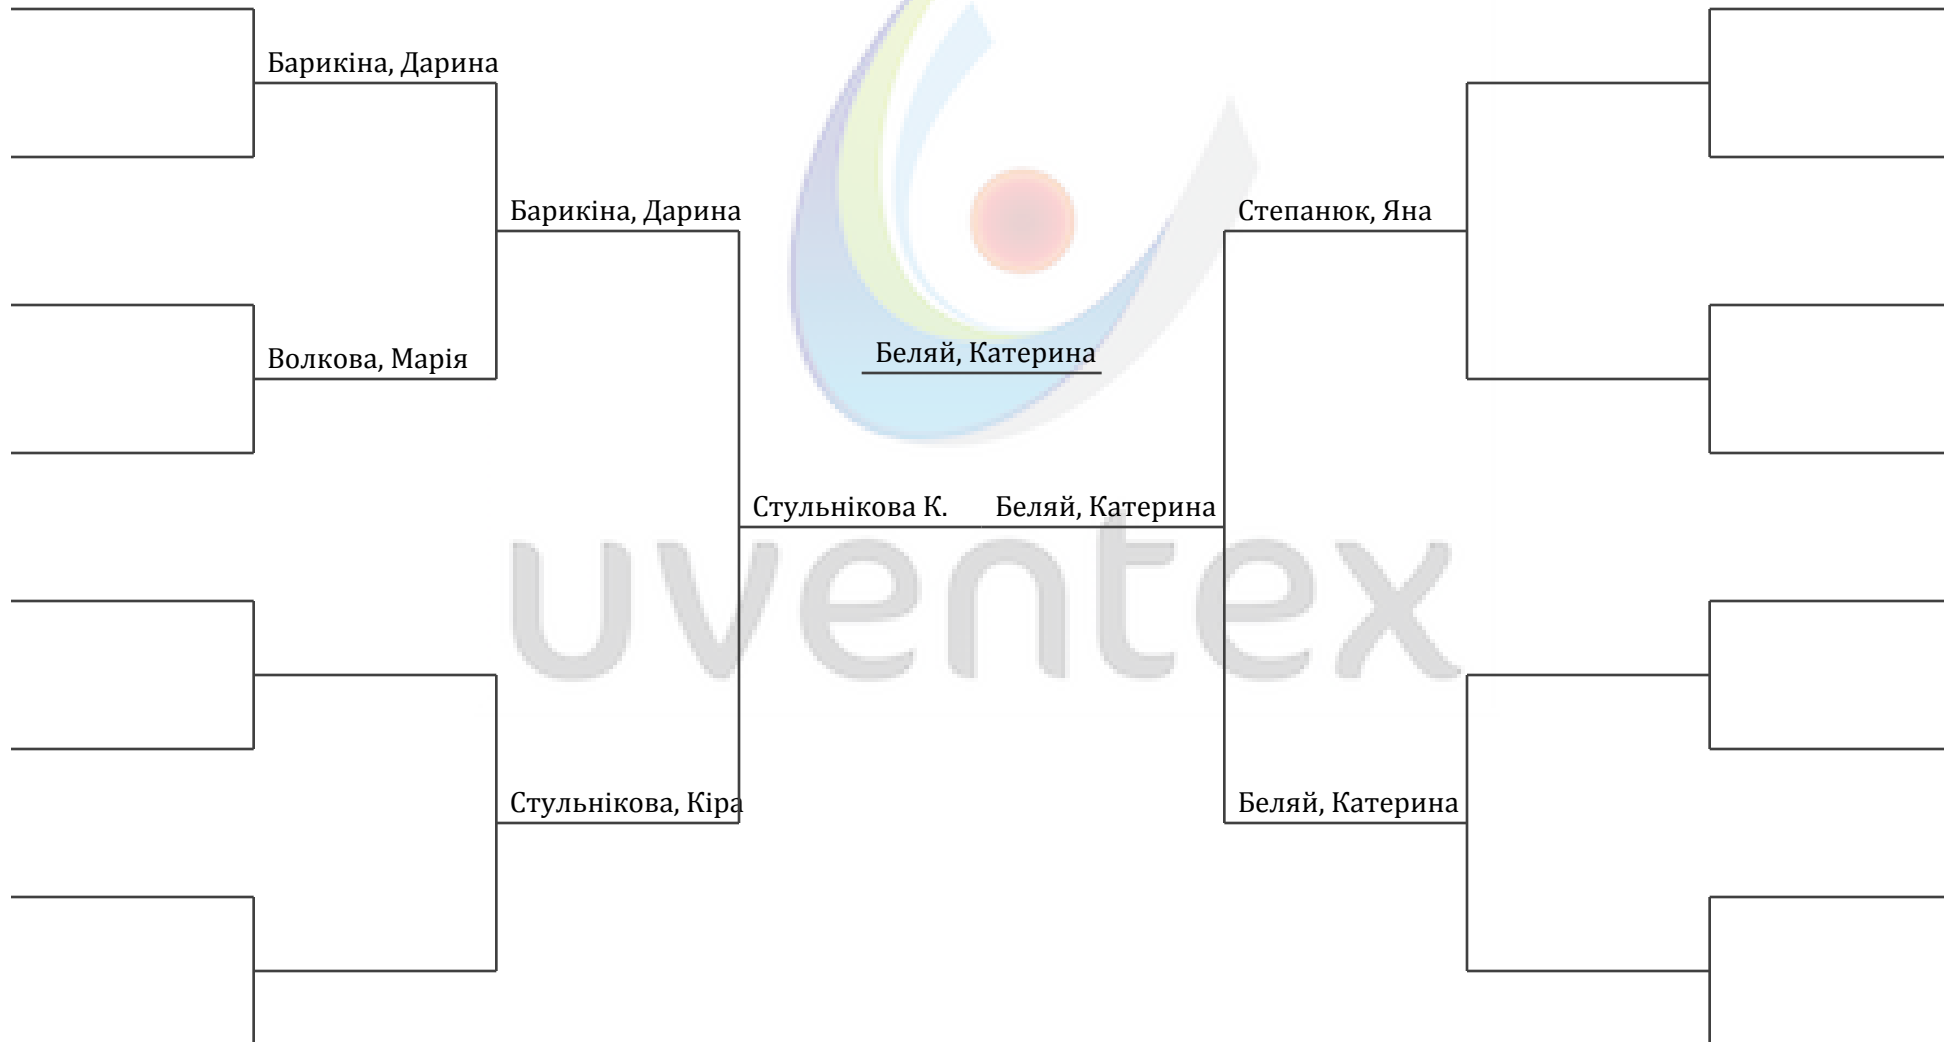 Барикіна, Дарина
Барикіна, Дарина
Степанюк, Яна
Беляй, Катерина
Волкова, Марія
Стульнікова К.
Беляй, Катерина
uventex
Стульнікова, Кіра
Беляй, Катерина